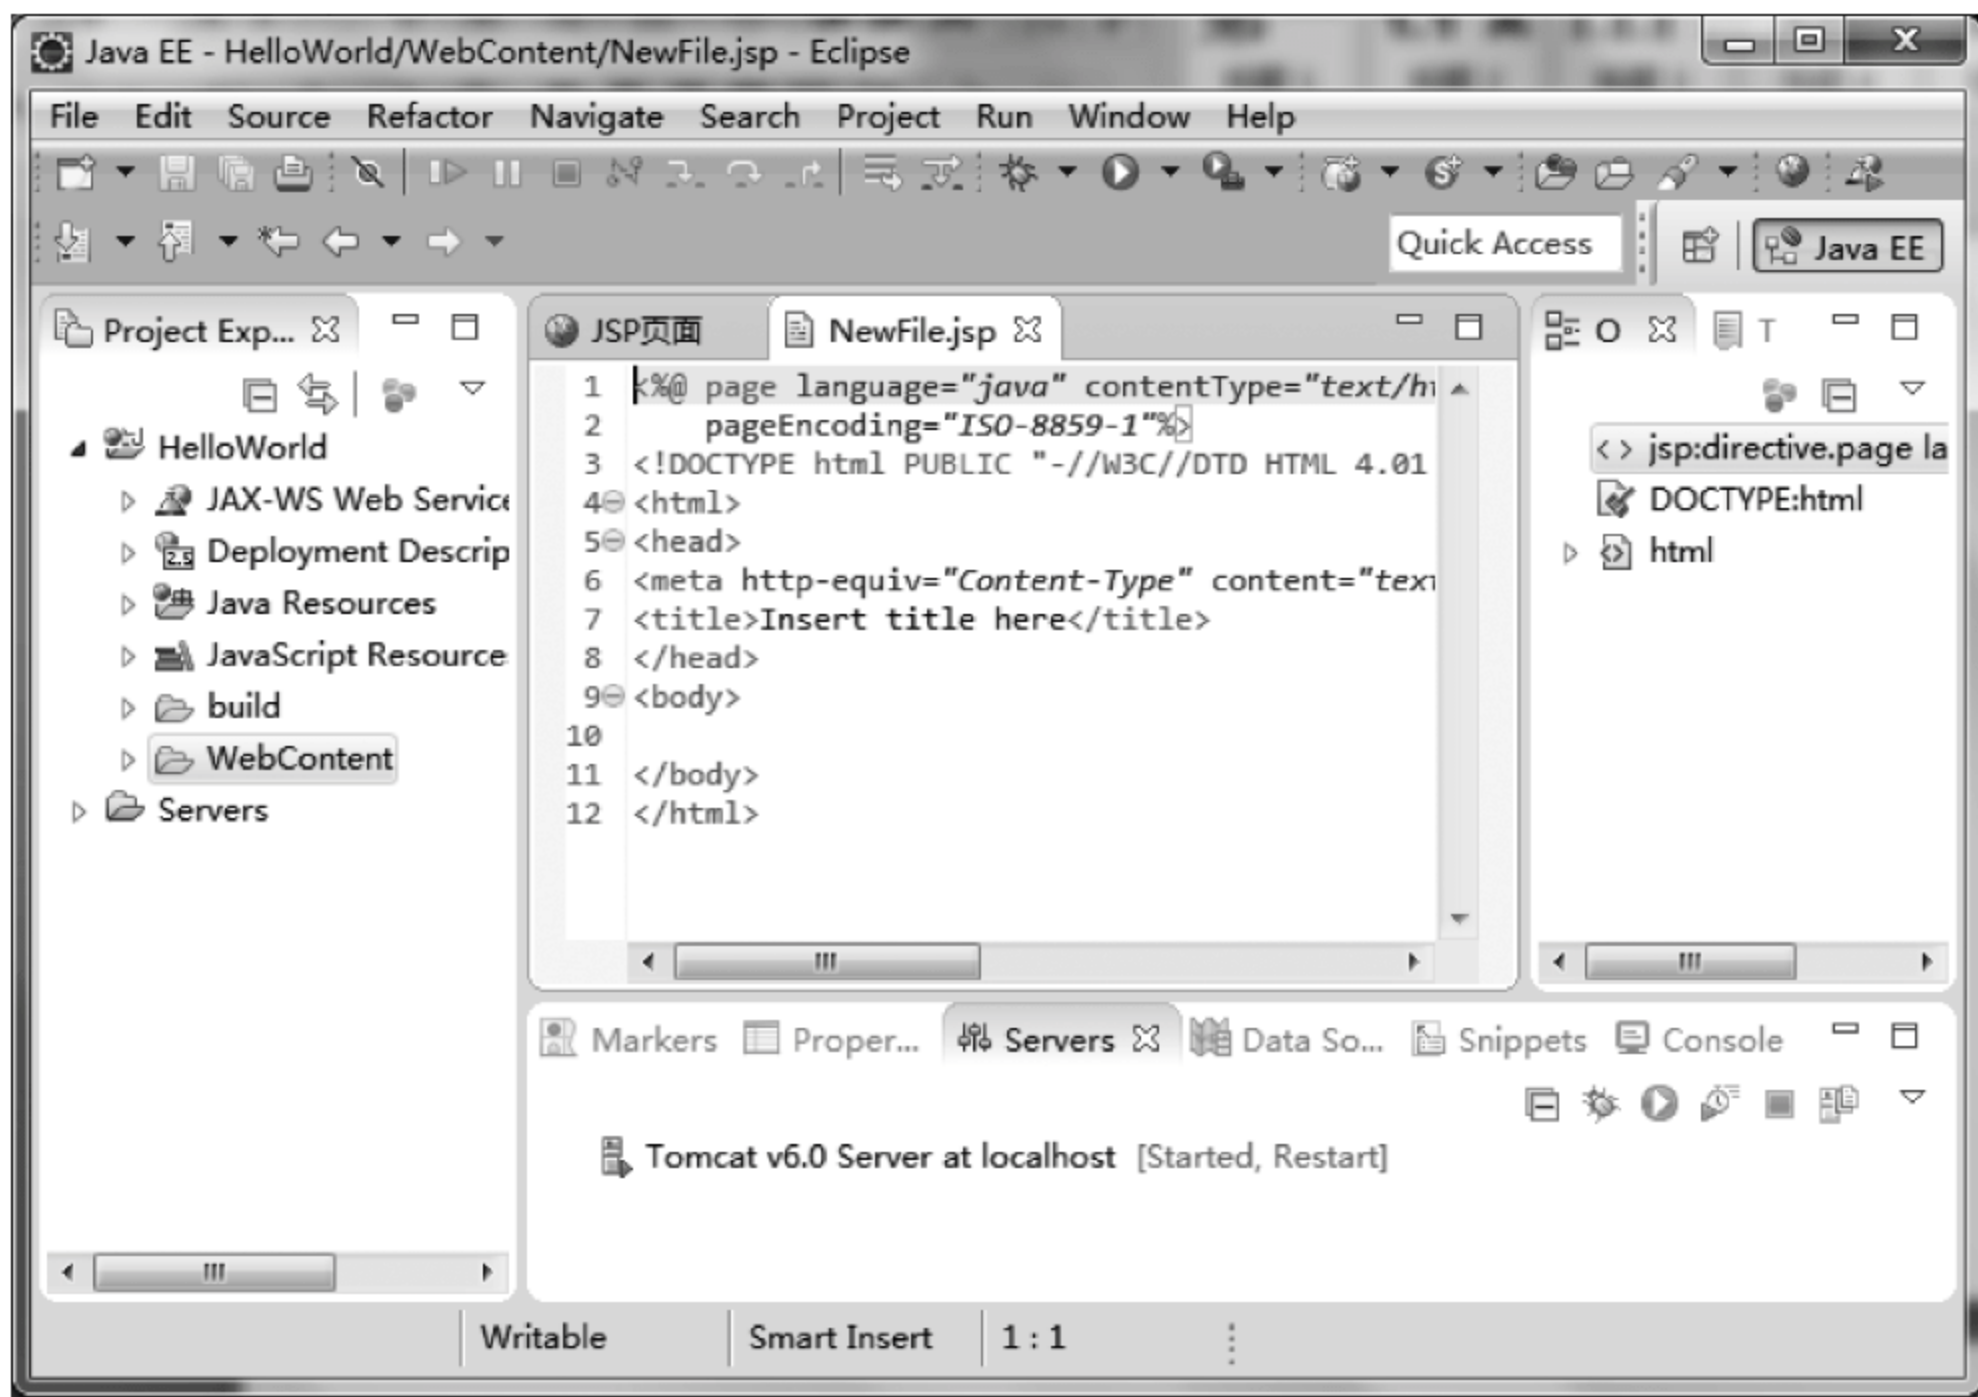 Java EE - HelloWorld/WebContent/NewFile.jsp - Eclipse
File Edit Source Refactor Navigate Search Project Run Window Help
Quick Access
Java EE
Project Exp...
HelloWorld
JAX-WS Web Service
2.5 Deployment Descrip
Java Resources
JavaScript Resource
build
WebContent
Servers
JSP页面 NewFile.jsp
1 <%@ page language="java" contentType="text/ht
2 pageEncoding="ISO-8859-1"%>
3 <!DOCTYPE html PUBLIC "-//W3C//DTD HTML 4.01
4 <html>
5 <head>
6 <meta http-equiv="Content-Type" content="text
7 <title>Insert title here</title>
8 </head>
9 <body>
10
11 </body>
12 </html>
O T
<> jsp:directive.page la
DOCTYPE:html
html
Markers Proper... Servers Data So... Snippets Console
Tomcat v6.0 Server at localhost [Started, Restart]
Writable Smart Insert 1 : 1